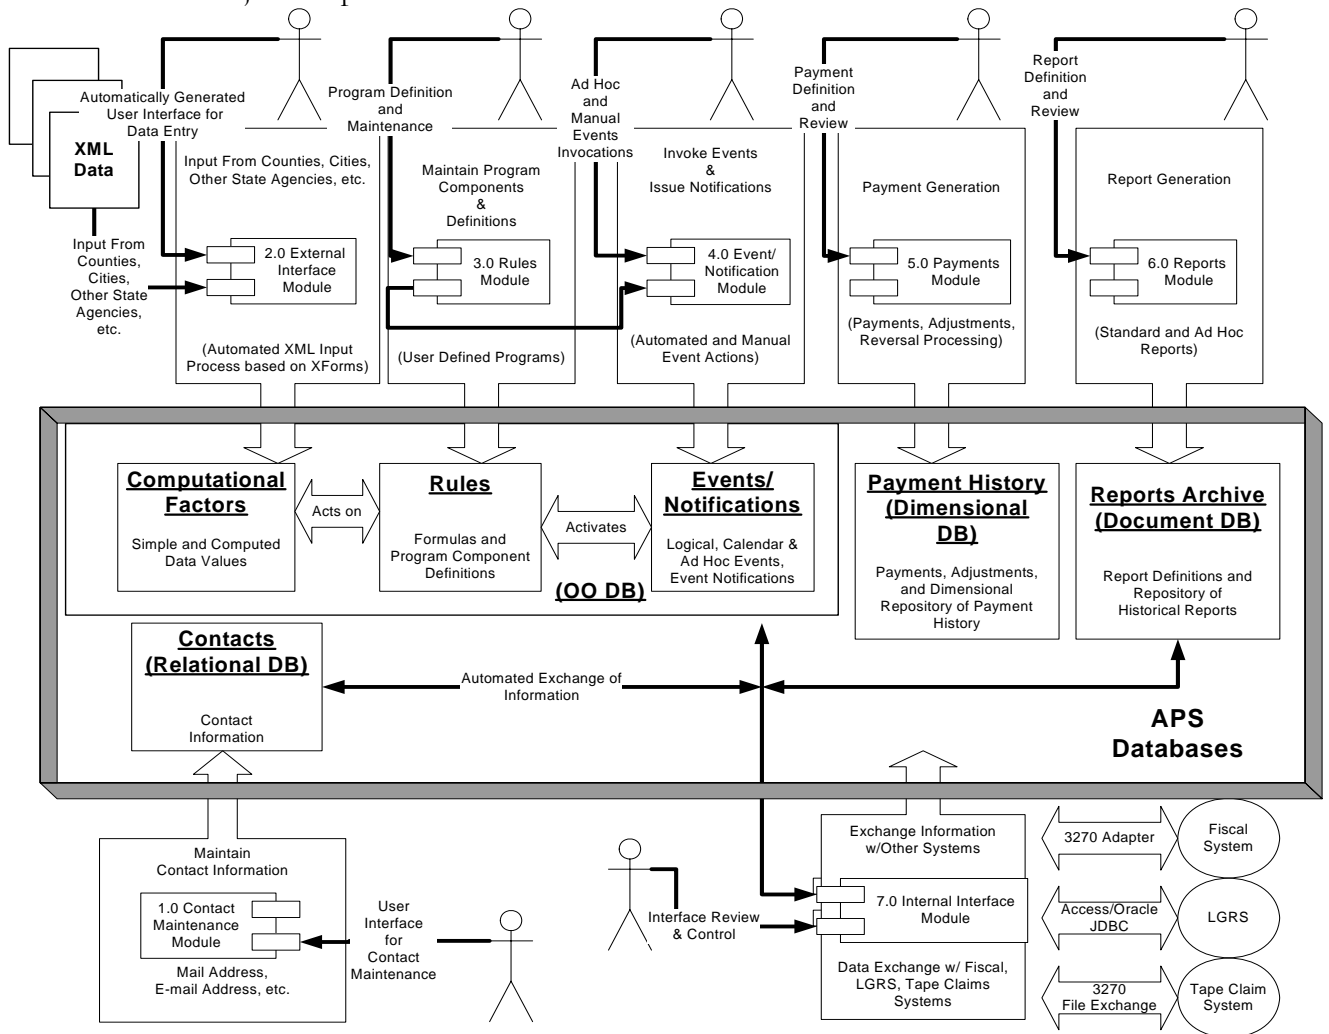 Automatically Generated
User Interface for
Data Entry
XML
Data
Input From
Counties,
Cities,
Other State
Agencies,
etc.
Input From Counties, Cities,
Other State Agencies, etc.
2.0 External
Interface
Module
(Automated XML Input
Process based on XForms)
Program Definition
and
Maintenance
Maintain Program
Components
&
Definitions
3.0 Rules
Module
(User Defined Programs)
Ad Hoc
and
Manual
Events
Invocations
Invoke Events
&
Issue Notifications
4.0 Event/
Notification
Module
(Automated and Manual
Event Actions)
Payment
Definition
and
Review
Payment Generation
5.0 Payments
Module
(Payments, Adjustments,
Reversal Processing)
Report
Definition
and
Review
Report Generation
6.0 Reports
Module
(Standard and Ad Hoc
Reports)
Computational
Factors
Simple and Computed
Data Values
Acts on
Rules
Formulas and
Program Component
Definitions
Activates
Events/
Notifications
Logical, Calendar &
Ad Hoc Events,
Event Notifications
(OO DB)
Payment History
(Dimensional
DB)
Payments, Adjustments,
and Dimensional
Repository of Payment
History
Reports Archive
(Document DB)
Report Definitions and
Repository of
Historical Reports
Contacts
(Relational DB)
Contact
Information
Automated Exchange of
Information
APS
Databases
Maintain
Contact Information
1.0 Contact
Maintenance
Module
Mail Address,
E-mail Address, etc.
User
Interface
for
Contact
Maintenance
Interface Review
& Control
Exchange Information
w/Other Systems
7.0 Internal Interface
Module
Data Exchange w/ Fiscal,
LGRS, Tape Claims
Systems
3270 Adapter
Fiscal
System
Access/Oracle
JDBC
LGRS
3270
File Exchange
Tape Claim
System